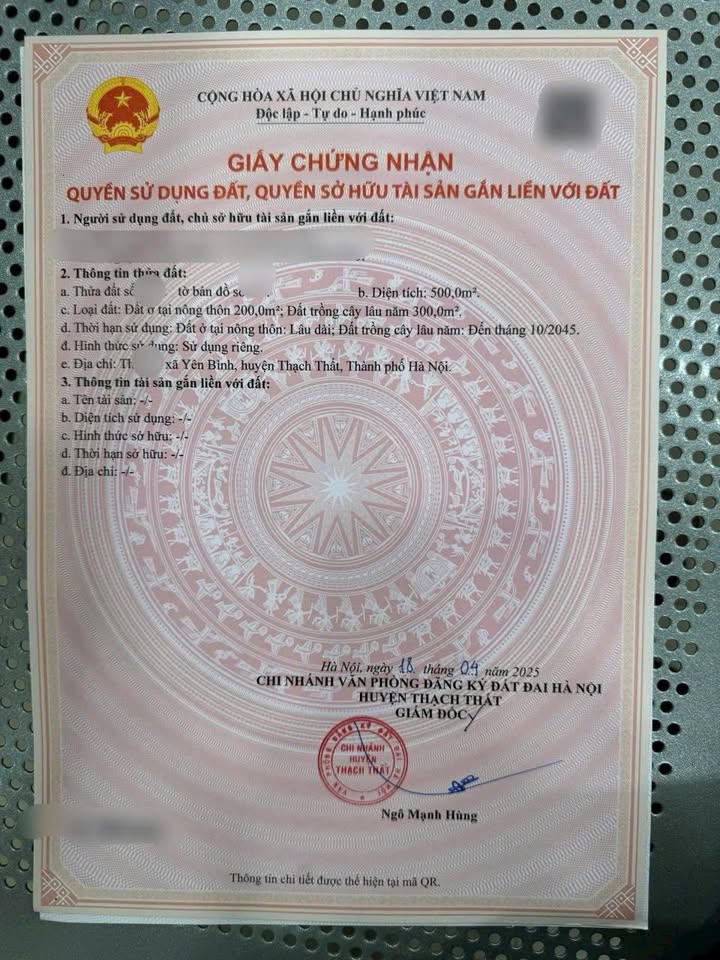 CỘNG HÒA XÃ HỘI CHỦ NGHĨA VIỆT NAM
Độc lập - Tự do - Hạnh phúc
GIẤY CHỨNG NHẬN
QUYỀN SỬ DỤNG ĐẤT, QUYỀN SỞ HỮU TÀI SẢN GẮN LIỀN VỚI ĐẤT
1. Người sử dụng đất, chủ sở hữu tài sản gắn liền với đất:
2. Thông tin thửa đất:
a. Thửa đất số tờ bản đồ b. Diện tích: 500,0m².
c. Loại đất: Đất ở tại nông thôn 200,0m²; Đất trồng cây lâu năm 300,0m².
d. Thời hạn sử dụng: Đất ở tại nông thôn: Lâu dài; Đất trồng cây lâu năm: Đến tháng 10/2045.
đ. Hình thức sử dụng: Sử dụng riêng.
e. Địa chỉ: xã Yên Bình, huyện Thạch Thất, Thành phố Hà Nội.
3. Thông tin tài sản gắn liền với đất:
a. Tên tài sản: -/-
b. Diện tích sử dụng: -/-
c. Hình thức sở hữu: -/-
d. Thời hạn sở hữu: -/-
đ. Địa chỉ: -/-
Hà Nội, ngày 18 tháng 04 năm 2025
CHI NHÁNH VĂN PHÒNG ĐĂNG KÝ ĐẤT ĐAI HÀ NỘI
HUYỆN THẠCH THẤT
GIÁM ĐỐC
VĂN PHÒNG ĐĂNG KÝ ĐẤT ĐAI HÀ NỘI
CHI NHÁNH
HUYỆN
THẠCH THẤT
Ngô Mạnh Hùng
Thông tin chi tiết được thể hiện tại mã QR.